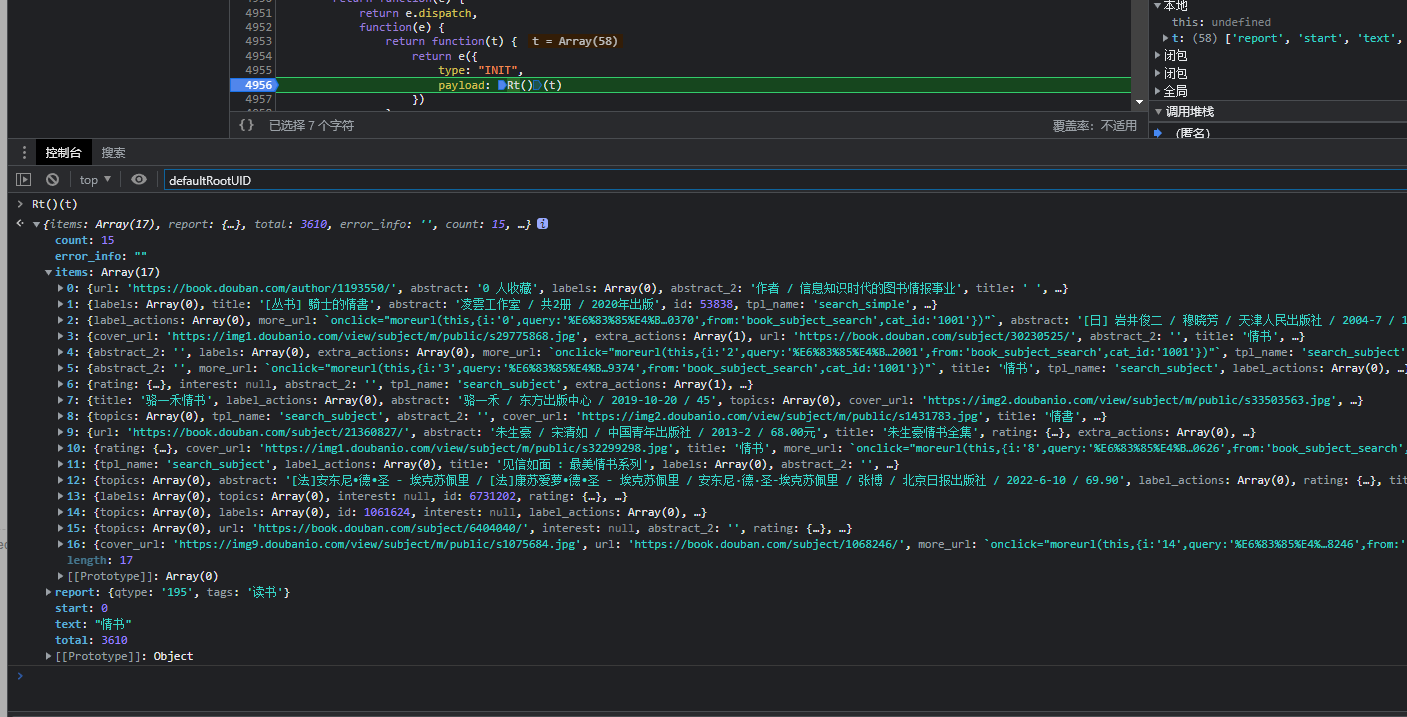 4951 return e.dispatch,
4952 function(e) {
4953 return function(t) { t = Array(58)
4954 return e({
4955 type: "INIT",
4956 payload: Rt()(t)
4957 })
{} 已选择 7 个字符 覆盖率: 不适用
本地
this: undefined
t: (58) ['report', 'start', 'text',
闭包
闭包
全局
调用堆栈
(匿名)
控制台 搜索
top defaultRootUID
Rt()(t)
{items: Array(17), report: {…}, total: 3610, error_info: '', count: 15, …}
count: 15
error_info: ""
items: Array(17)
0: {url: 'https://book.douban.com/author/1193550/', abstract: '0 人收藏', labels: Array(0), abstract_2: '作者 / 信息知识时代的图书情报事业', title: ' ', …}
1: {labels: Array(0), title: '[丛书] 騎士的情書', abstract: '凌雲工作室 / 共2册 / 2020年出版', id: 53838, tpl_name: 'search_simple', …}
2: {label_actions: Array(0), more_url: `onclick="moreurl(this,{i:'0',query:'%E6%83%85%E4%B…0370',from:'book_subject_search',cat_id:'1001'})"`, abstract: '[日] 岩井俊二 / 穆晓芳 / 天津人民出版社 / 2004-7 / 1
3: {cover_url: 'https://img1.doubanio.com/view/subject/m/public/s29775868.jpg', extra_actions: Array(1), url: 'https://book.douban.com/subject/30230525/', abstract_2: '', title: '情书', …}
4: {abstract_2: '', labels: Array(0), extra_actions: Array(0), more_url: `onclick="moreurl(this,{i:'2',query:'%E6%83%85%E4%B…2001',from:'book_subject_search',cat_id:'1001'})"`, tpl_name: 'search_subject'
5: {abstract_2: '', more_url: `onclick="moreurl(this,{i:'3',query:'%E6%83%85%E4%B…9374',from:'book_subject_search',cat_id:'1001'})"`, title: '情书', tpl_name: 'search_subject', label_actions: Array(0),
6: {rating: {…}, interest: null, abstract_2: '', tpl_name: 'search_subject', extra_actions: Array(1), …}
7: {title: '骆一禾情书', label_actions: Array(0), abstract: '骆一禾 / 东方出版中心 / 2019-10-20 / 45', topics: Array(0), cover_url: 'https://img2.doubanio.com/view/subject/m/public/s33503563.jpg', …}
8: {topics: Array(0), tpl_name: 'search_subject', abstract_2: '', cover_url: 'https://img2.doubanio.com/view/subject/m/public/s1431783.jpg', title: '情書', …}
9: {url: 'https://book.douban.com/subject/21360827/', abstract: '朱生豪 / 宋清如 / 中国青年出版社 / 2013-2 / 68.00元', title: '朱生豪情书全集', rating: {…}, extra_actions: Array(0), …}
10: {rating: {…}, cover_url: 'https://img1.doubanio.com/view/subject/m/public/s32299298.jpg', title: '情书', more_url: `onclick="moreurl(this,{i:'8',query:'%E6%83%85%E4%B…0626',from:'book_subject_search',
11: {tpl_name: 'search_subject', label_actions: Array(0), title: '见信如面 : 最美情书系列', labels: Array(0), abstract_2: '', …}
12: {topics: Array(0), abstract: '[法]安东尼•德•圣 - 埃克苏佩里 / [法]康苏爱萝•德•圣 - 埃克苏佩里 / 安东尼·德·圣-埃克苏佩里 / 张博 / 北京日报出版社 / 2022-6-10 / 69.90', label_actions: Array(0), rating: {…}, tit
13: {labels: Array(0), topics: Array(0), interest: null, id: 6731202, rating: {…}, …}
14: {topics: Array(0), labels: Array(0), id: 1061624, interest: null, label_actions: Array(0), …}
15: {topics: Array(0), url: 'https://book.douban.com/subject/6404040/', interest: null, abstract_2: '', rating: {…}, …}
16: {cover_url: 'https://img9.doubanio.com/view/subject/m/public/s1075684.jpg', url: 'https://book.douban.com/subject/1068246/', more_url: `onclick="moreurl(this,{i:'14',query:'%E6%83%85%E4%…8246',from:'
length: 17
[[Prototype]]: Array(0)
report: {qtype: '195', tags: '读书'}
start: 0
text: "情书"
total: 3610
[[Prototype]]: Object